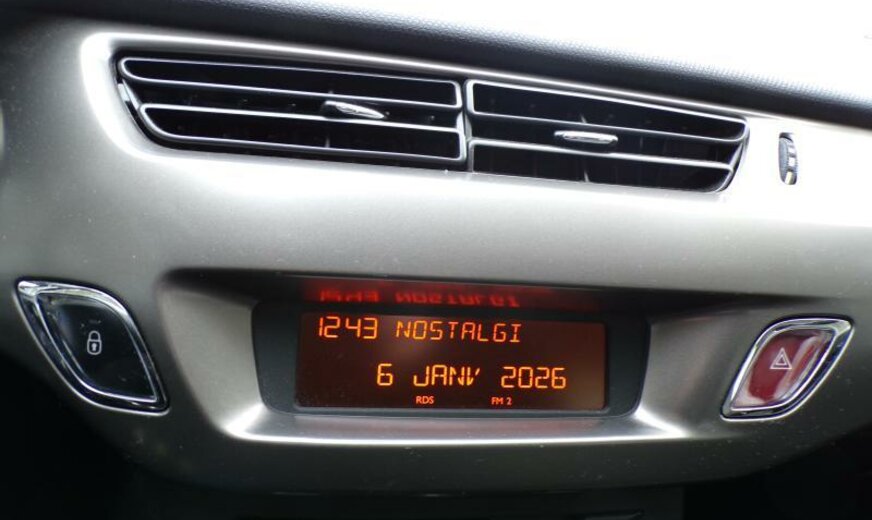 1243 NOSTALGI
6 JANV 2026
RDS FM 2